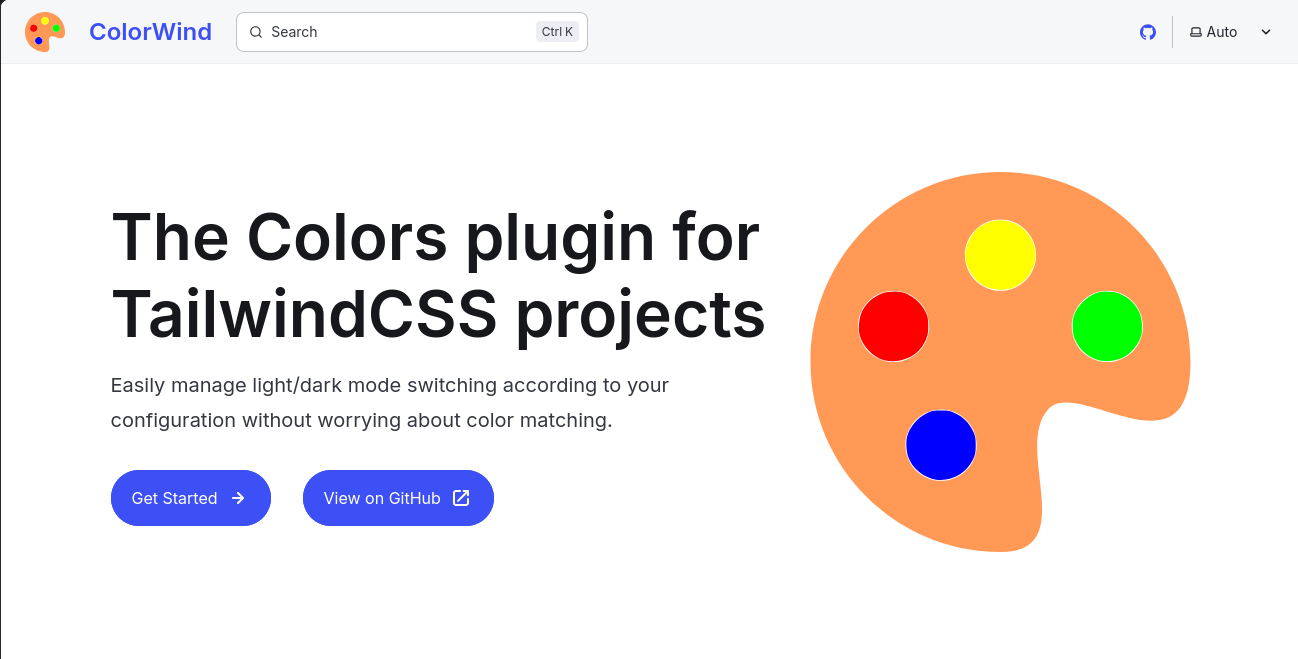 ColorWind
Search
Ctrl K
Auto
The Colors plugin for
TailwindCSS projects
Easily manage light/dark mode switching according to your
configuration without worrying about color matching.
Get Started
View on GitHub